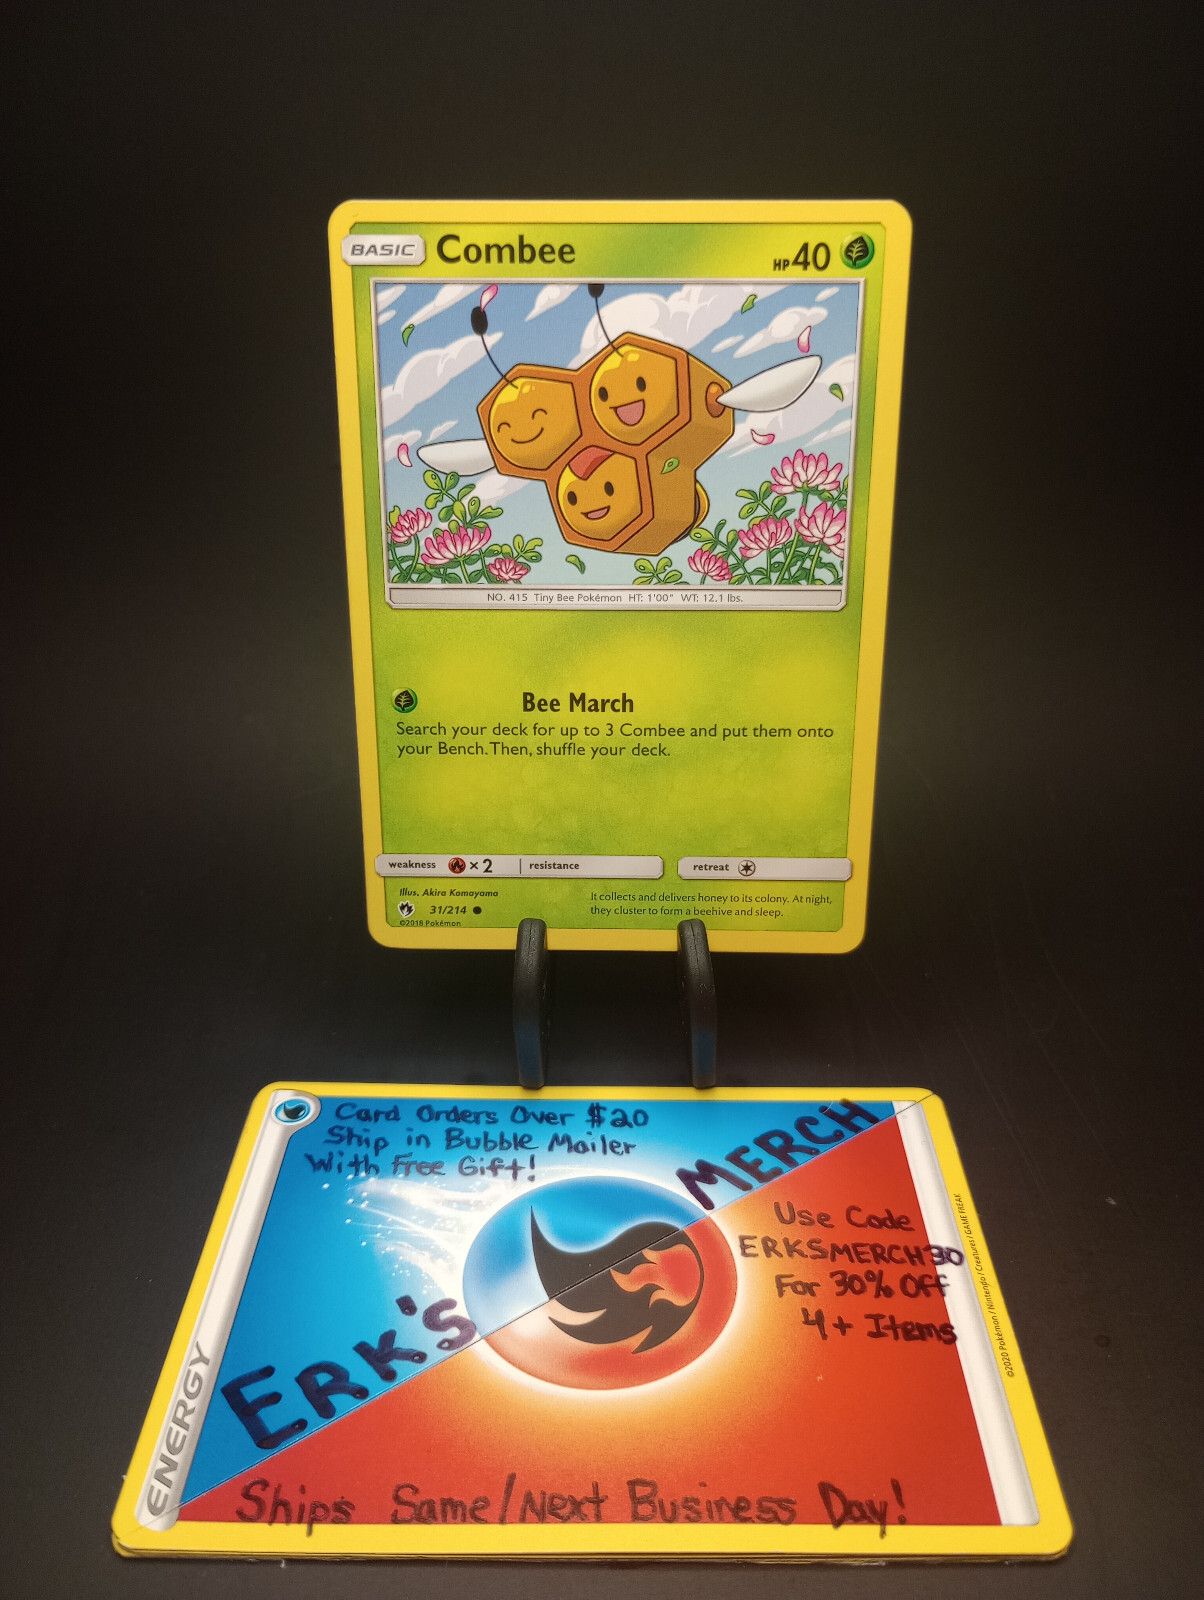 BASIC Combee HP 40
NO. 415 Tiny Bee Pokémon HT: 1'00" WT: 12.1 lbs.
Bee March
Search your deck for up to 3 Combee and put them onto
your Bench. Then, shuffle your deck.
weakness × 2 resistance retreat
Illus. Akira Komayama
31/214
©2018 Pokémon
It collects and delivers honey to its colony. At night,
they cluster to form a beehive and sleep.
Card Orders Over $20
Ship in Bubble Mailer
With Free Gift!
ERK'S MERCH
Use Code
ERKSMERCH30
For 30% Off
4+ Items
Ships Same/Next Business Day!
ENERGY
©2020 Pokémon / Nintendo / Creatures / GAME FREAK